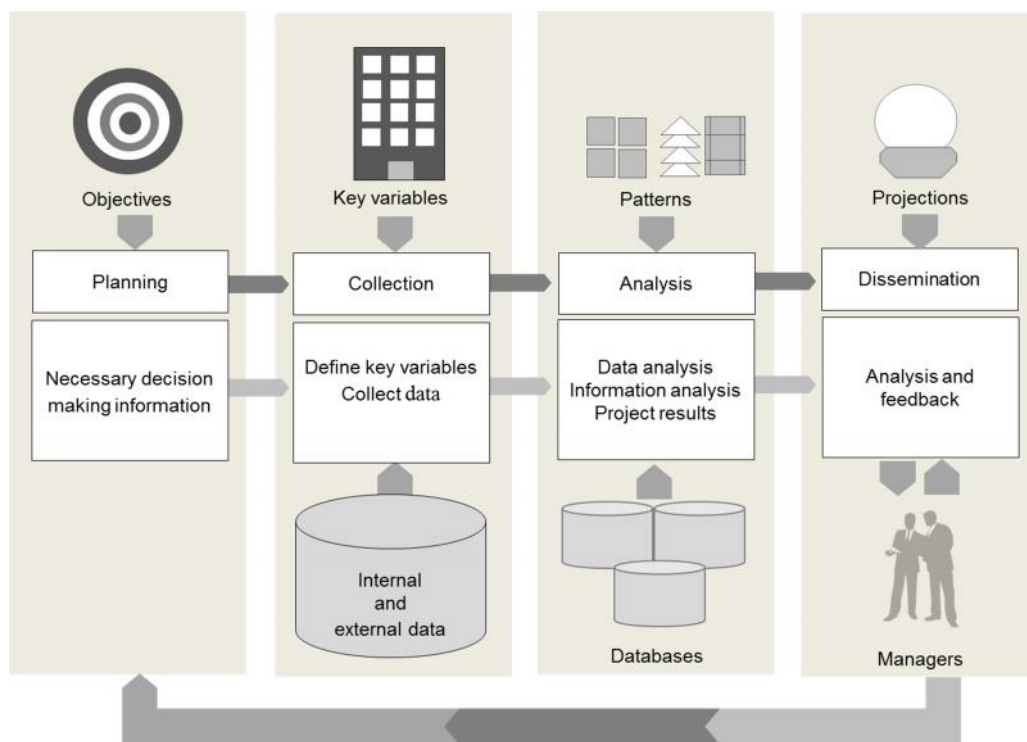 Objectives
Key variables
Patterns
Projections
Planning
Collection
Analysis
Dissemination
Necessary decision
making information
Define key variables
Collect data
Data analysis
Information analysis
Project results
Analysis and
feedback
Internal
and
external data
Databases
Managers